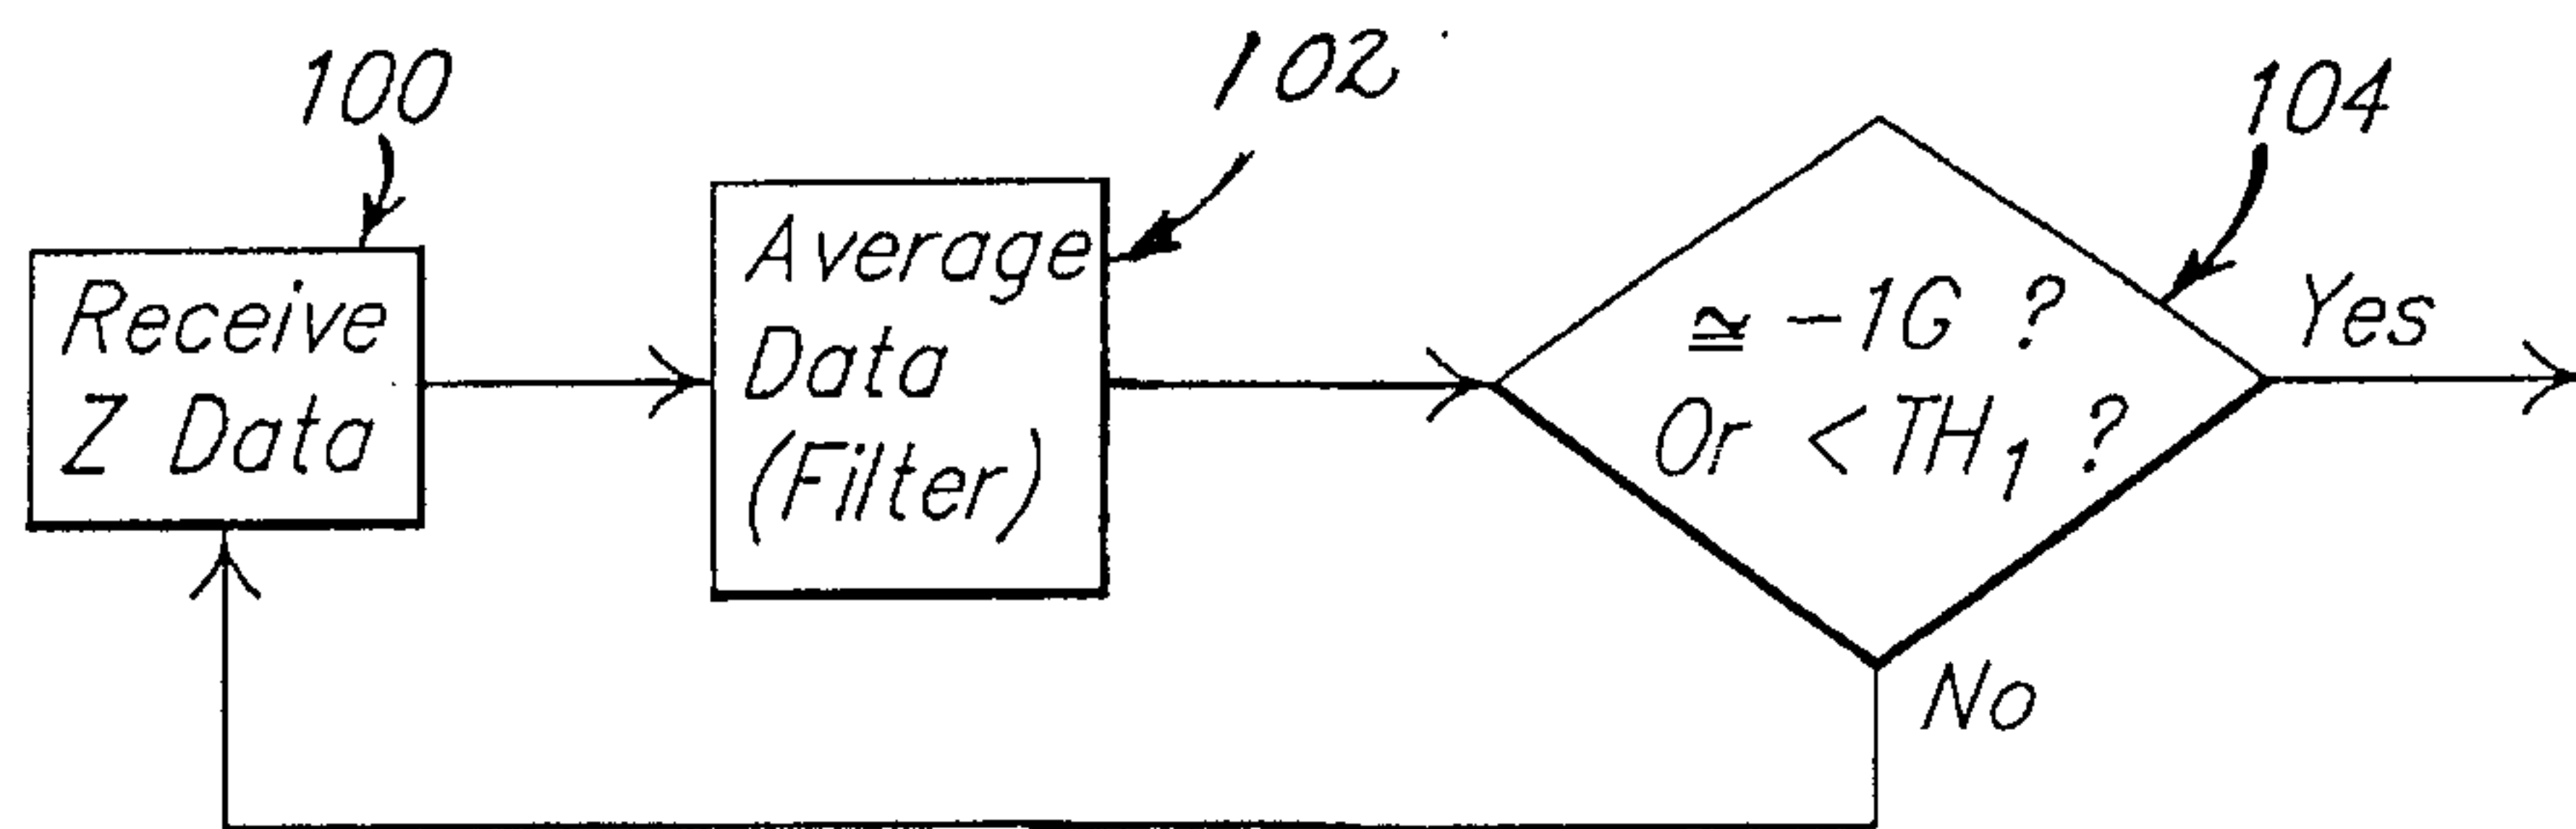 100
102
104
Receive
Z Data
Average
Data
(Filter)
≅ -1G ?
Or < TH₁ ?
Yes
No